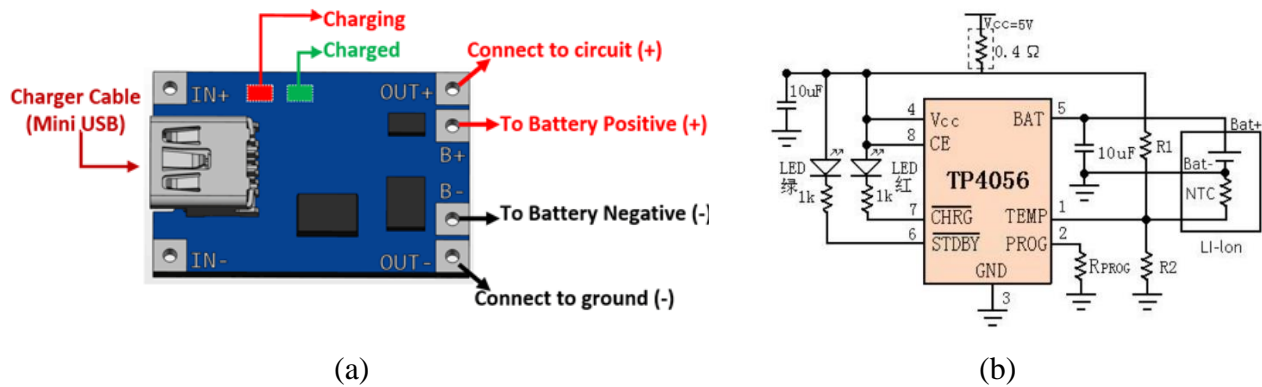 Charging
Charged
Connect to circuit (+)
IN+
OUT+
Charger Cable
(Mini USB)
To Battery Positive (+)
B+
B-
To Battery Negative (-)
IN-
OUT-
Connect to ground (-)
(a)
Vcc=5V
0.4 Ω
10uF
4
Vcc
BAT
5
8
CE
Bat+
LED
绿
1k
LED
红
1k
TP4056
10uF
R1
Bat-
NTC
7
CHRG
TEMP
1
6
STDBY
PROG
2
LI-Ion
GND
RPROG
R2
3
(b)